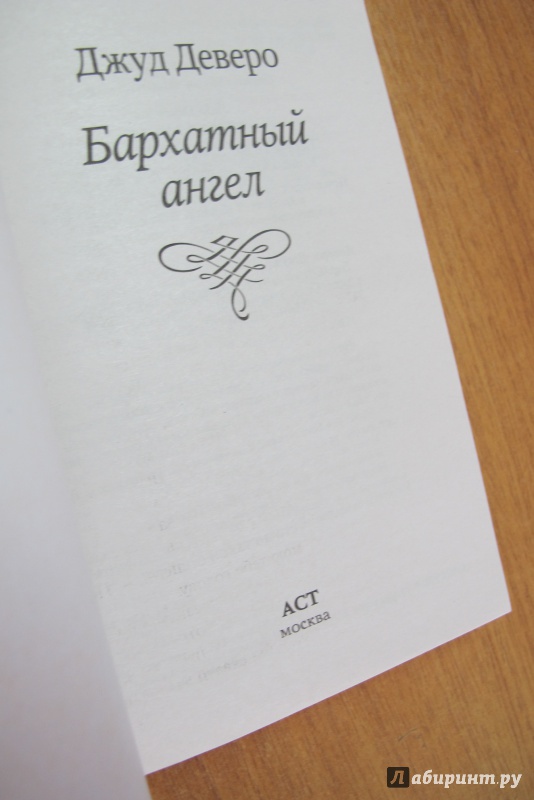 Джуд Деверо
Бархатный
ангел
АСТ
москва
Лабиринт.ру